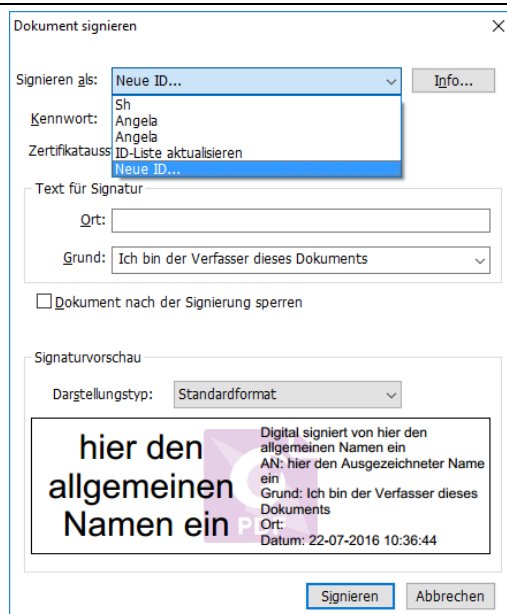 Dokument signieren
Signieren als: Neue ID... Info...
Sh
Kennwort: Angela
Angela
Zertifikatauss ID-Liste aktualisieren
Neue ID...
Text für Signatur
Ort:
Grund: Ich bin der Verfasser dieses Dokuments
Dokument nach der Signierung sperren
Signaturvorschau
Darstellungstyp: Standardformat
hier den
allgemeinen
Namen ein
Digital signiert von hier den
allgemeinen Namen ein
AN: hier den Ausgezeichneter Name
ein
Grund: Ich bin der Verfasser dieses
Dokuments
Ort:
Datum: 22-07-2016 10:36:44
PDF
Signieren Abbrechen